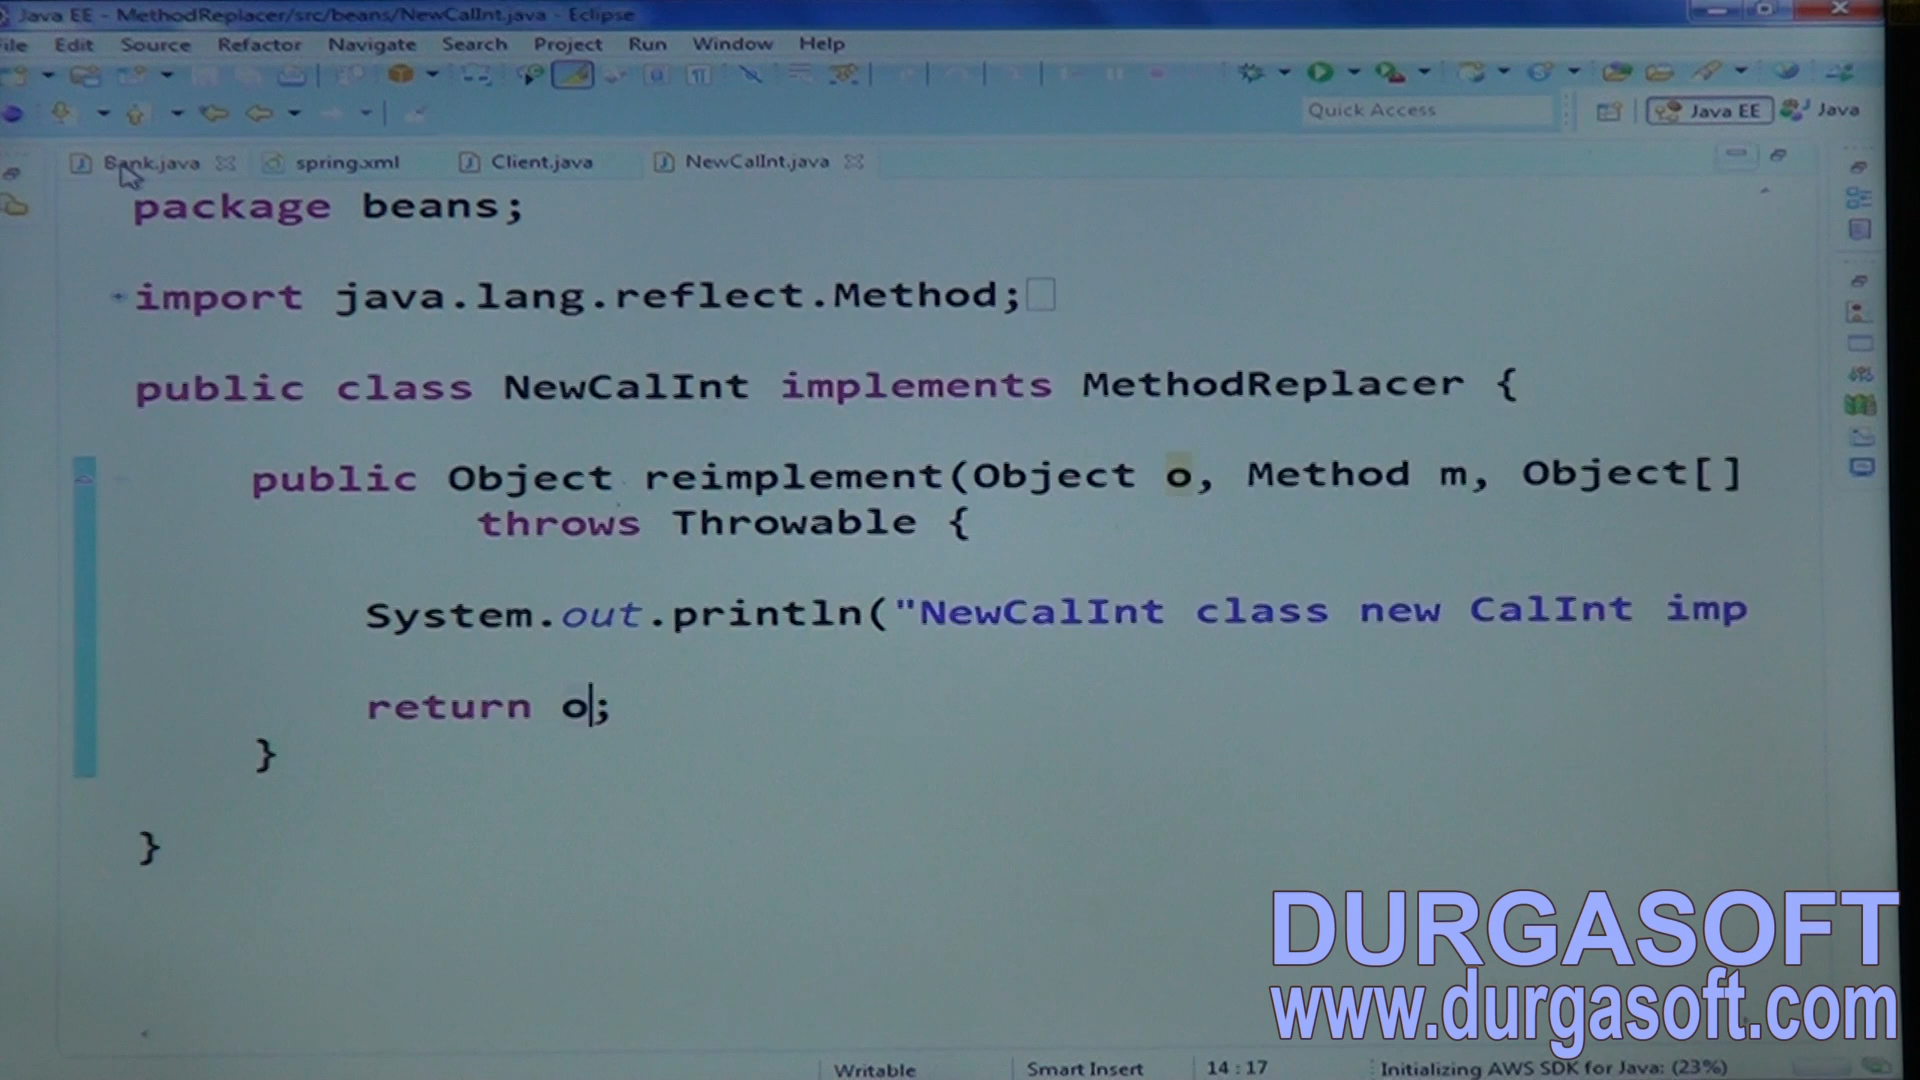 Java EE - MethodReplacer/src/beans/NewCalInt.java - Eclipse
File Edit Source Refactor Navigate Search Project Run Window Help
Quick Access Java EE Java
Bank.java spring.xml Client.java NewCalInt.java
package beans;
import java.lang.reflect.Method;
public class NewCalInt implements MethodReplacer {
public Object reimplement(Object o, Method m, Object[]
throws Throwable {
System.out.println("NewCalInt class new CalInt imp
return o;
}
}
DURGASOFT
www.durgasoft.com
Writable Smart Insert 14 : 17 Initializing AWS SDK for Java: (23%)